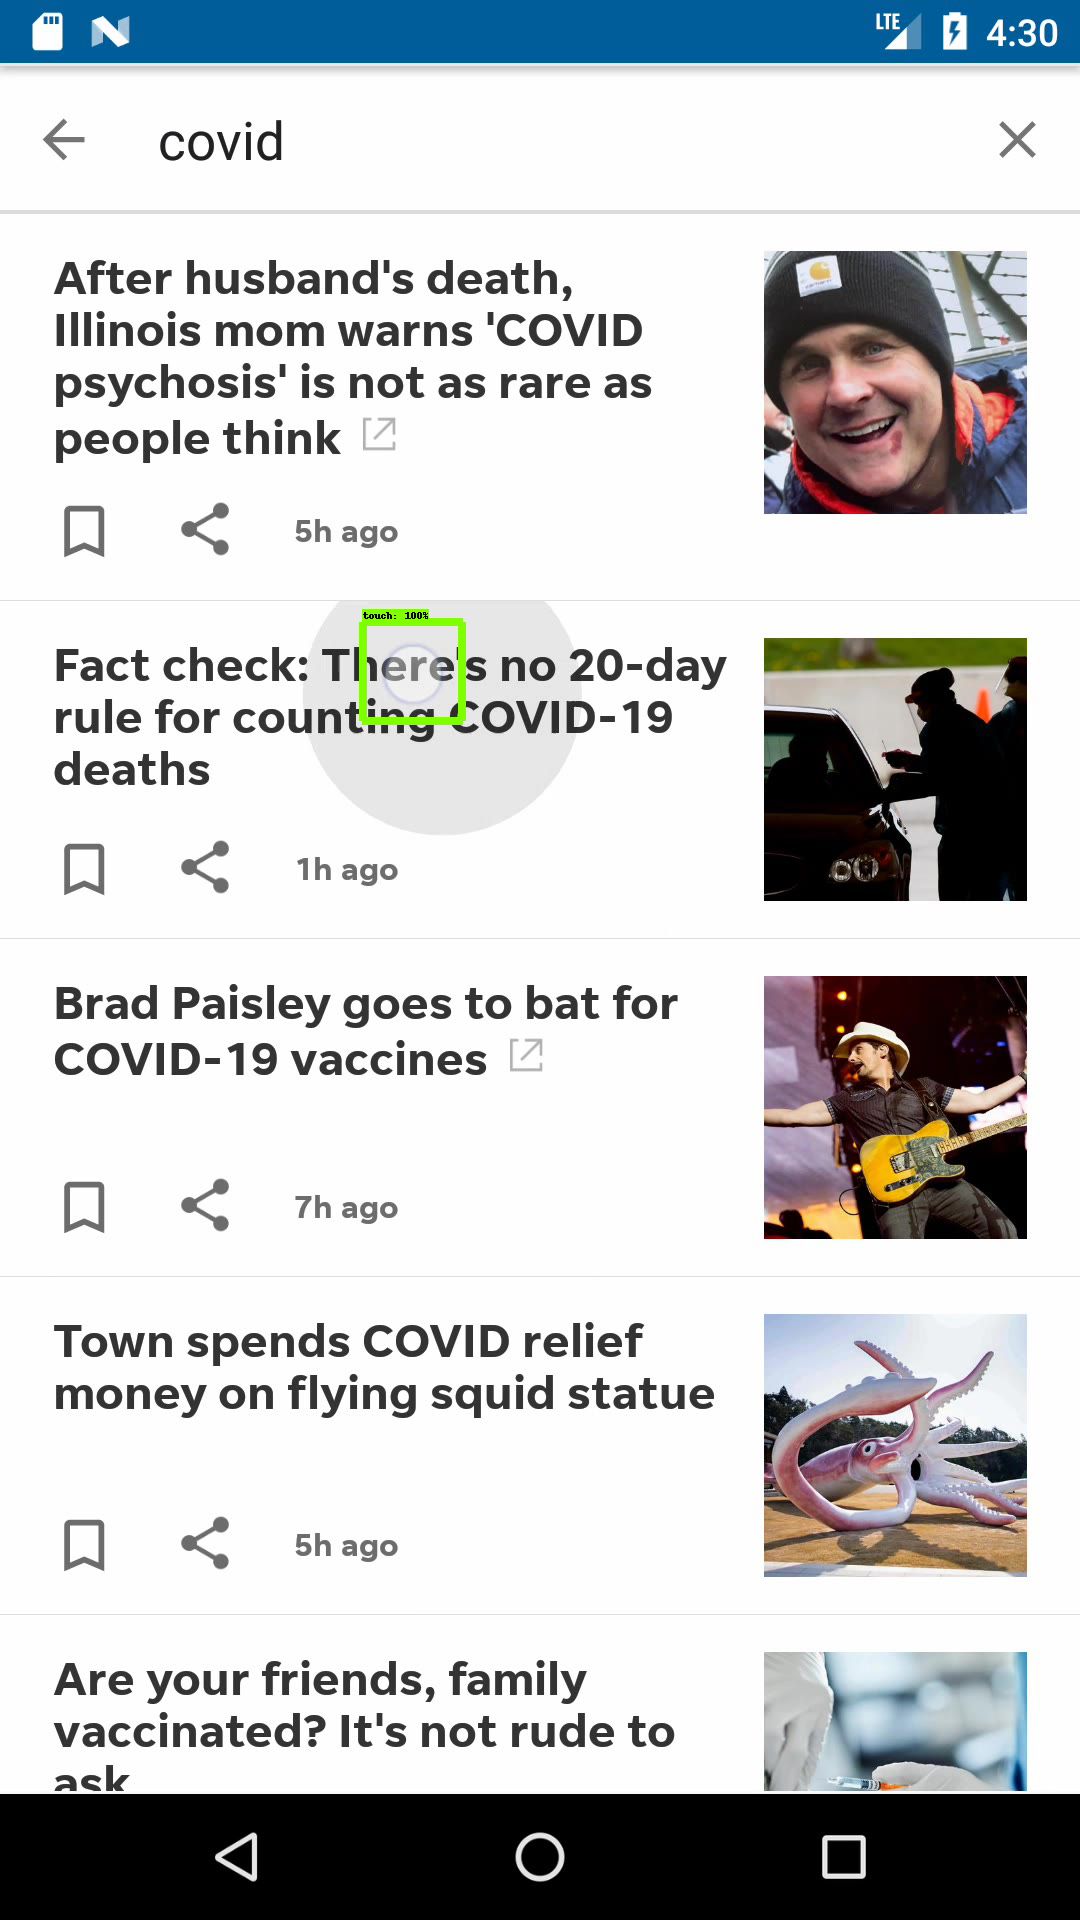 LTE 4:30
covid
After husband's death,
Illinois mom warns 'COVID
psychosis' is not as rare as
people think
5h ago
touch: 100%
Fact check: There's no 20-day
rule for counting COVID-19
deaths
1h ago
Brad Paisley goes to bat for
COVID-19 vaccines
7h ago
Town spends COVID relief
money on flying squid statue
5h ago
Are your friends, family
vaccinated? It's not rude to
ask